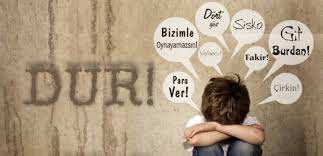 DUR!
Bizimle
Oynayamazsın!
Dört
göz
Şişko
Git
Burdan!
Fakir!
Para
Ver!
Çirkin!